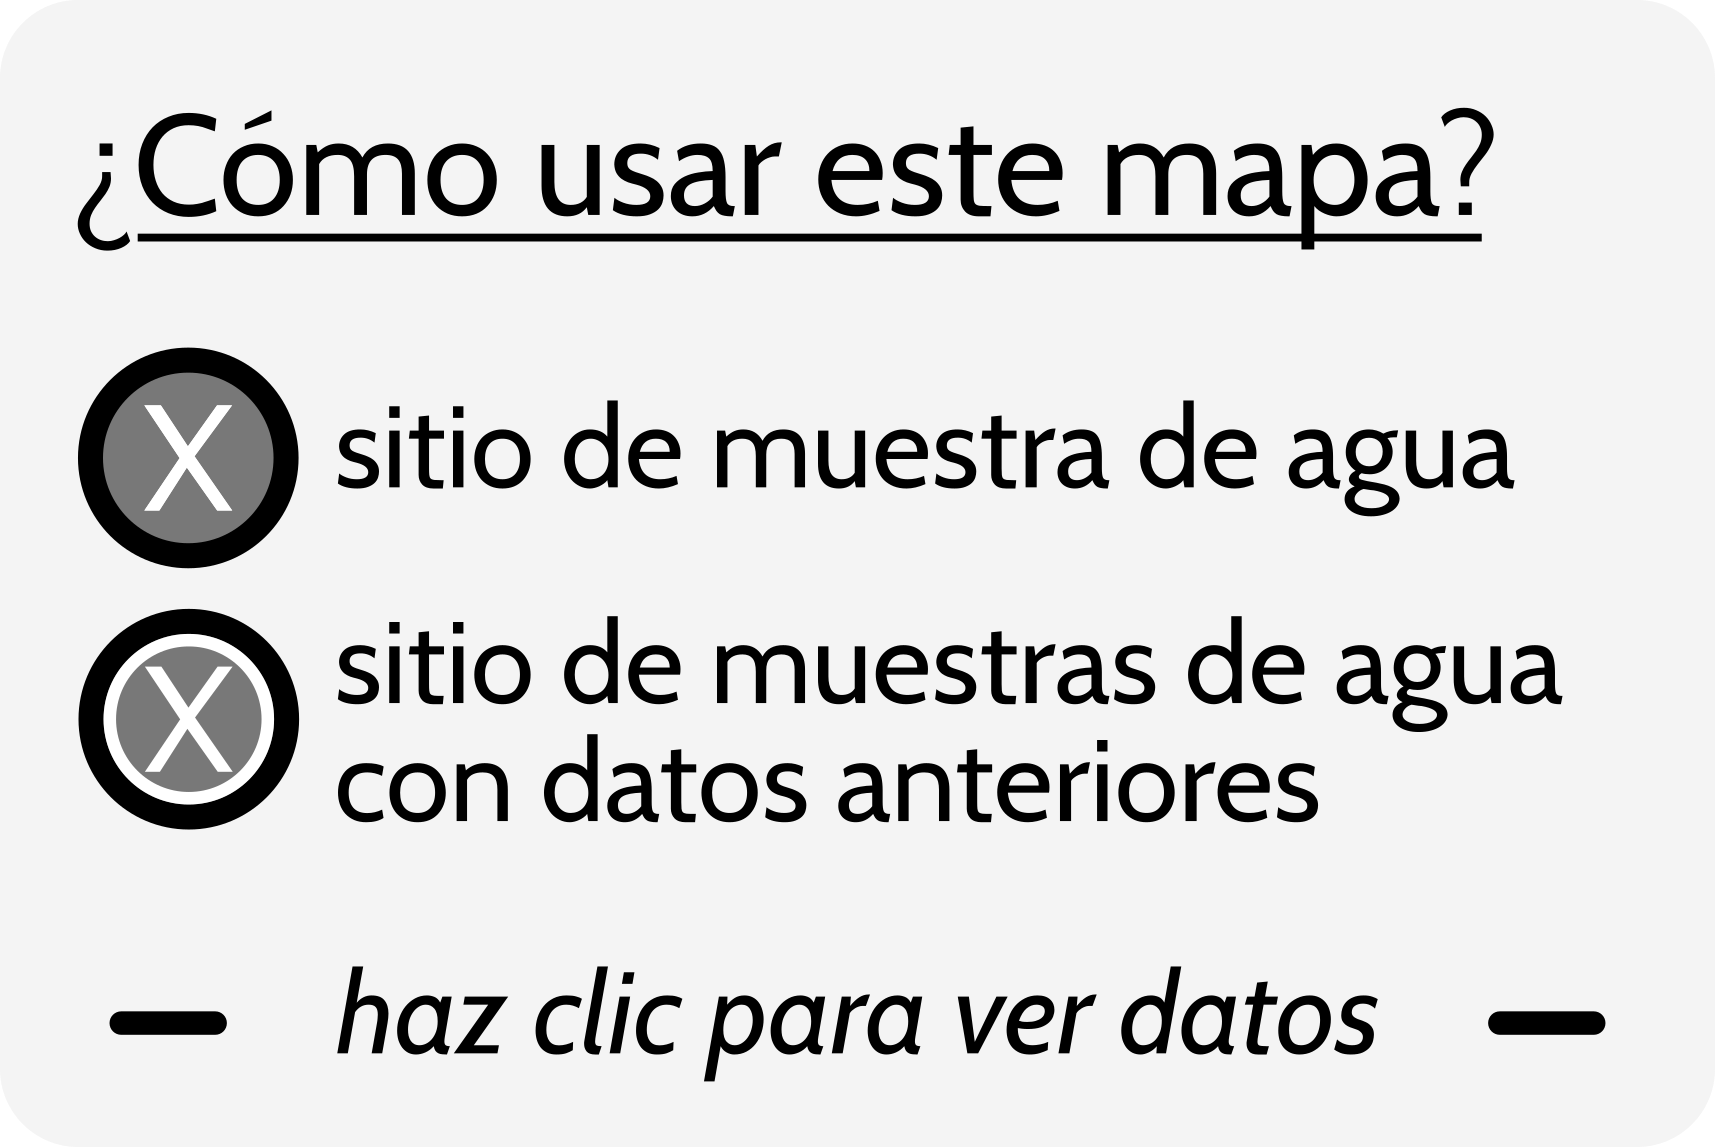 ¿Cómo usar este mapa?
X sitio de muestra de agua
X sitio de muestras de agua
con datos anteriores
– haz clic para ver datos –